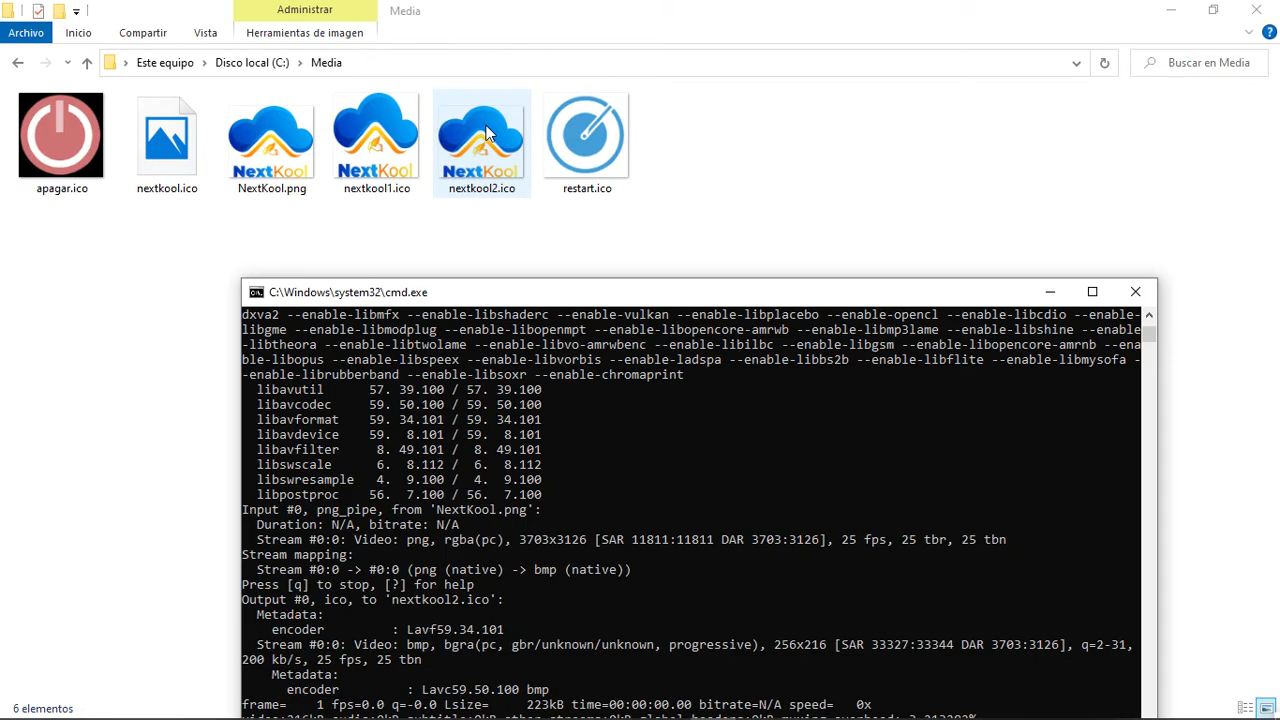 Administrar
Media
Archivo
Inicio
Compartir
Vista
Herramientas de imagen
Este equipo > Disco local (C:) > Media
Buscar en Media
NextKool
NextKool
NextKool
apagar.ico
nextkool.ico
NextKool.png
nextkool1.ico
nextkool2.ico
restart.ico
C:\Windows\system32\cmd.exe
dxva2 --enable-libmfx --enable-libshaderc --enable-vulkan --enable-libplacebo --enable-opencl --enable-libcdio --enable-
libgme --enable-libmodplug --enable-libopenmpt --enable-libopencore-amrwb --enable-libmp3lame --enable-libshine --enable
-libtheora --enable-libtwolame --enable-libvo-amrwbenc --enable-libilbc --enable-libgsm --enable-libopencore-amrnb --ena
ble-libopus --enable-libspeex --enable-libvorbis --enable-ladspa --enable-libbs2b --enable-libflite --enable-libmysofa -
-enable-librubberband --enable-libsoxr --enable-chromaprint
libavutil 57. 39.100 / 57. 39.100
libavcodec 59. 50.100 / 59. 50.100
libavformat 59. 34.101 / 59. 34.101
libavdevice 59. 8.101 / 59. 8.101
libavfilter 8. 49.101 / 8. 49.101
libswscale 6. 8.112 / 6. 8.112
libswresample 4. 9.100 / 4. 9.100
libpostproc 56. 7.100 / 56. 7.100
Input #0, png_pipe, from 'NextKool.png':
Duration: N/A, bitrate: N/A
Stream #0:0: Video: png, rgba(pc), 3703x3126 [SAR 11811:11811 DAR 3703:3126], 25 fps, 25 tbr, 25 tbn
Stream mapping:
Stream #0:0 -> #0:0 (png (native) -> bmp (native))
Press [q] to stop, [?] for help
Output #0, ico, to 'nextkool2.ico':
Metadata:
encoder : Lavf59.34.101
Stream #0:0: Video: bmp, bgra(pc, gbr/unknown/unknown, progressive), 256x216 [SAR 33327:33344 DAR 3703:3126], q=2-31,
200 kb/s, 25 fps, 25 tbn
Metadata:
encoder : Lavc59.50.100 bmp
frame= 1 fps=0.0 q=-0.0 Lsize= 223kB time=00:00:00.00 bitrate=N/A speed= 0x
6 elementos